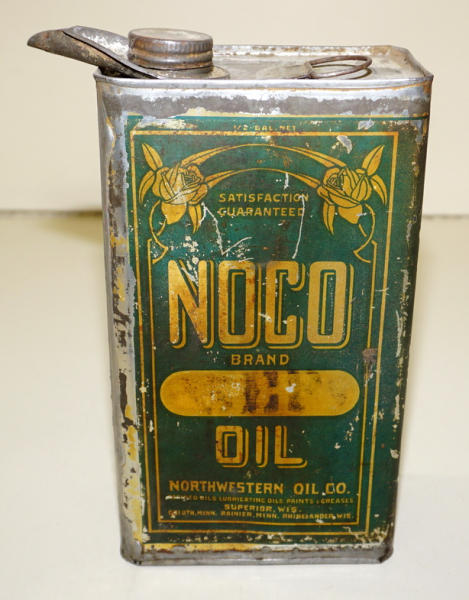 1/2 GAL. NET
SATISFACTION
GUARANTEED
NOCO
BRAND
OIL
NORTHWESTERN OIL CO.
OILS LUBRICATING OILS PAINTS & GREASES
SUPERIOR, WIS.
DULUTH, MINN. RAINIER, MINN. RHINELANDER, WIS.